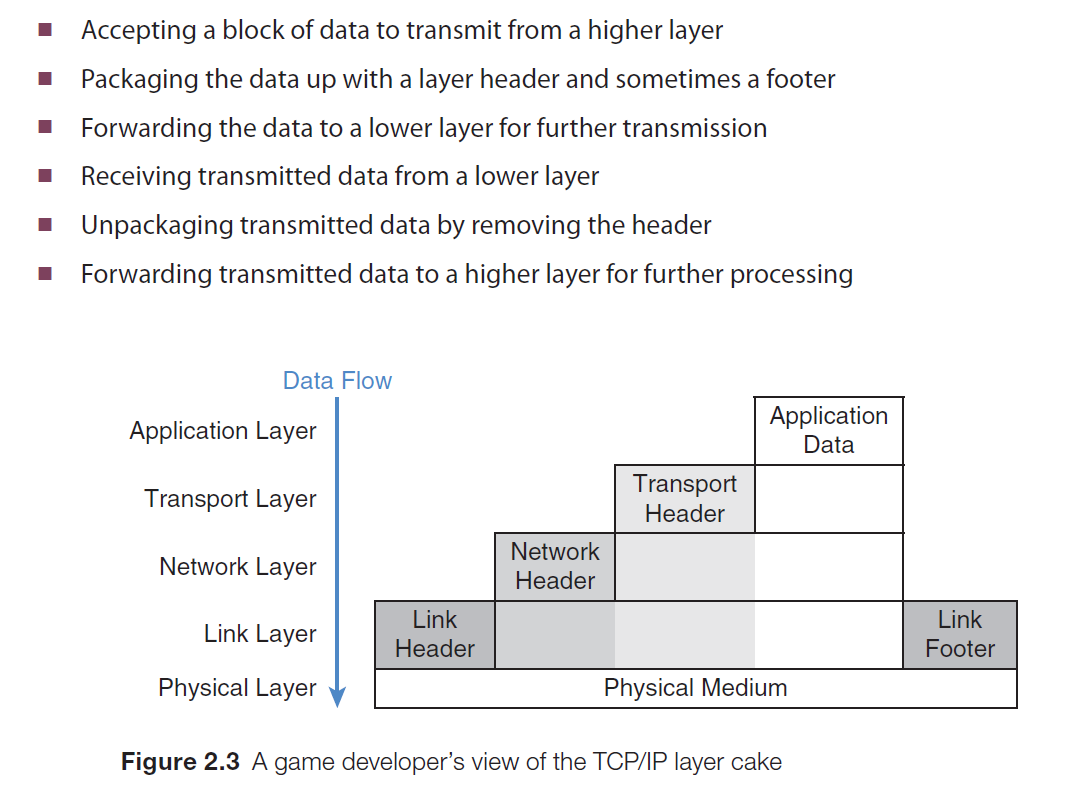 ■ Accepting a block of data to transmit from a higher layer
■ Packaging the data up with a layer header and sometimes a footer
■ Forwarding the data to a lower layer for further transmission
■ Receiving transmitted data from a lower layer
■ Unpackaging transmitted data by removing the header
■ Forwarding transmitted data to a higher layer for further processing
Data Flow
Application Layer
Application
Data
Transport Layer
Transport
Header
Network Layer
Network
Header
Link Layer
Link
Header
Link
Footer
Physical Layer
Physical Medium
Figure 2.3 A game developer’s view of the TCP/IP layer cake